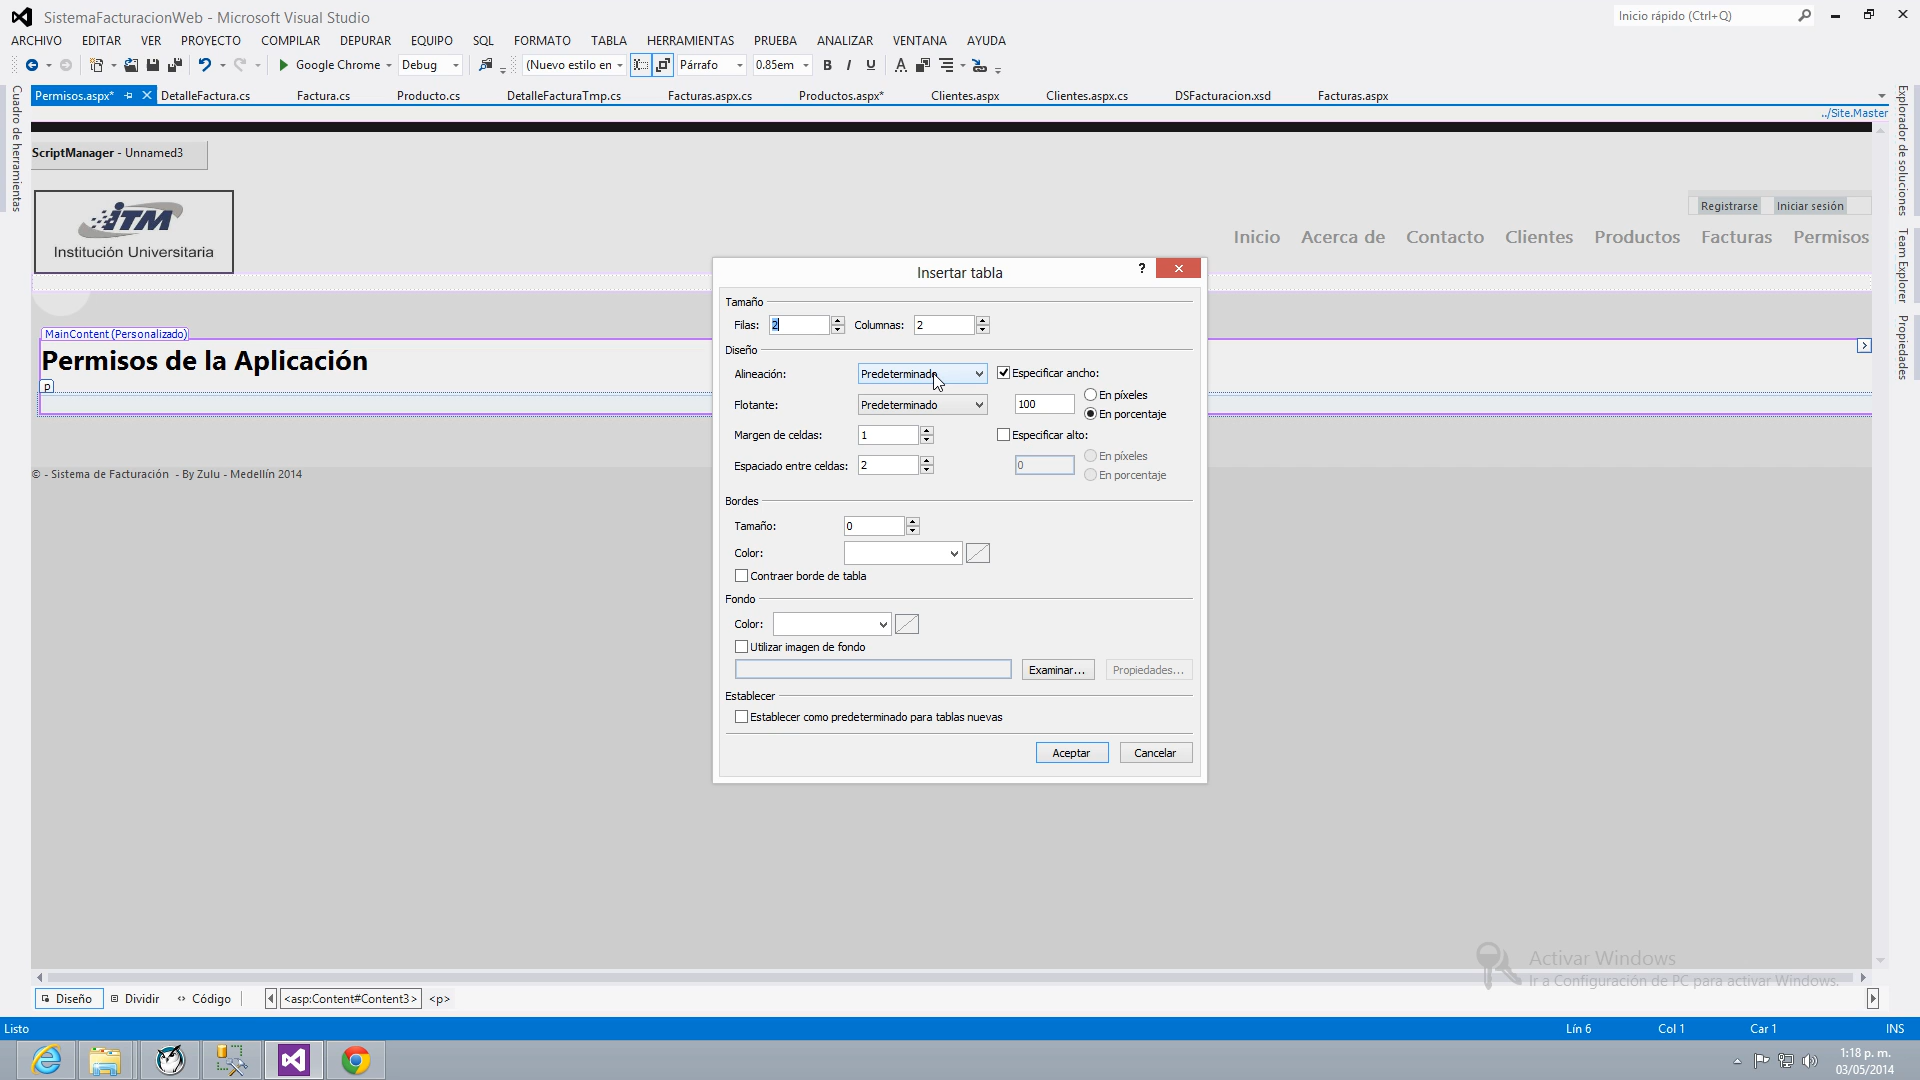 SistemaFacturacionWeb - Microsoft Visual Studio
Inicio rápido (Ctrl+Q)
ARCHIVO EDITAR VER PROYECTO COMPILAR DEPURAR EQUIPO SQL FORMATO TABLA HERRAMIENTAS PRUEBA ANALIZAR VENTANA AYUDA
Google Chrome Debug (Nuevo estilo en Párrafo 0.85em B I U A
Permisos.aspx* DetalleFactura.cs Factura.cs Producto.cs DetalleFacturaTmp.cs Facturas.aspx.cs Productos.aspx* Clientes.aspx Clientes.aspx.cs DSFacturacion.xsd Facturas.aspx
../Site.Master
Cuadro de herramientas
Explorador de soluciones
Team Explorer
Propiedades
ScriptManager - Unnamed3
iTM
Institución Universitaria
Registrarse Iniciar sesión
Inicio Acerca de Contacto Clientes Productos Facturas Permisos
MainContent (Personalizado)
Permisos de la Aplicación
p
© - Sistema de Facturación - By Zulu - Medellín 2014
Insertar tabla
?
Tamaño
Filas: 2 Columnas: 2
Diseño
Alineación: Predeterminado Especificar ancho:
Flotante: Predeterminado 100 En píxeles
En porcentaje
Margen de celdas: 1 Especificar alto:
Espaciado entre celdas: 2 0 En píxeles
En porcentaje
Bordes
Tamaño: 0
Color:
Contraer borde de tabla
Fondo
Color:
Utilizar imagen de fondo
Examinar... Propiedades...
Establecer
Establecer como predeterminado para tablas nuevas
Aceptar Cancelar
Activar Windows
Ir a Configuración de PC para activar Windows.
Diseño Dividir Código <asp:Content#Content3> <p>
Listo Lín 6 Col 1 Car 1 INS
1:18 p. m.
03/05/2014